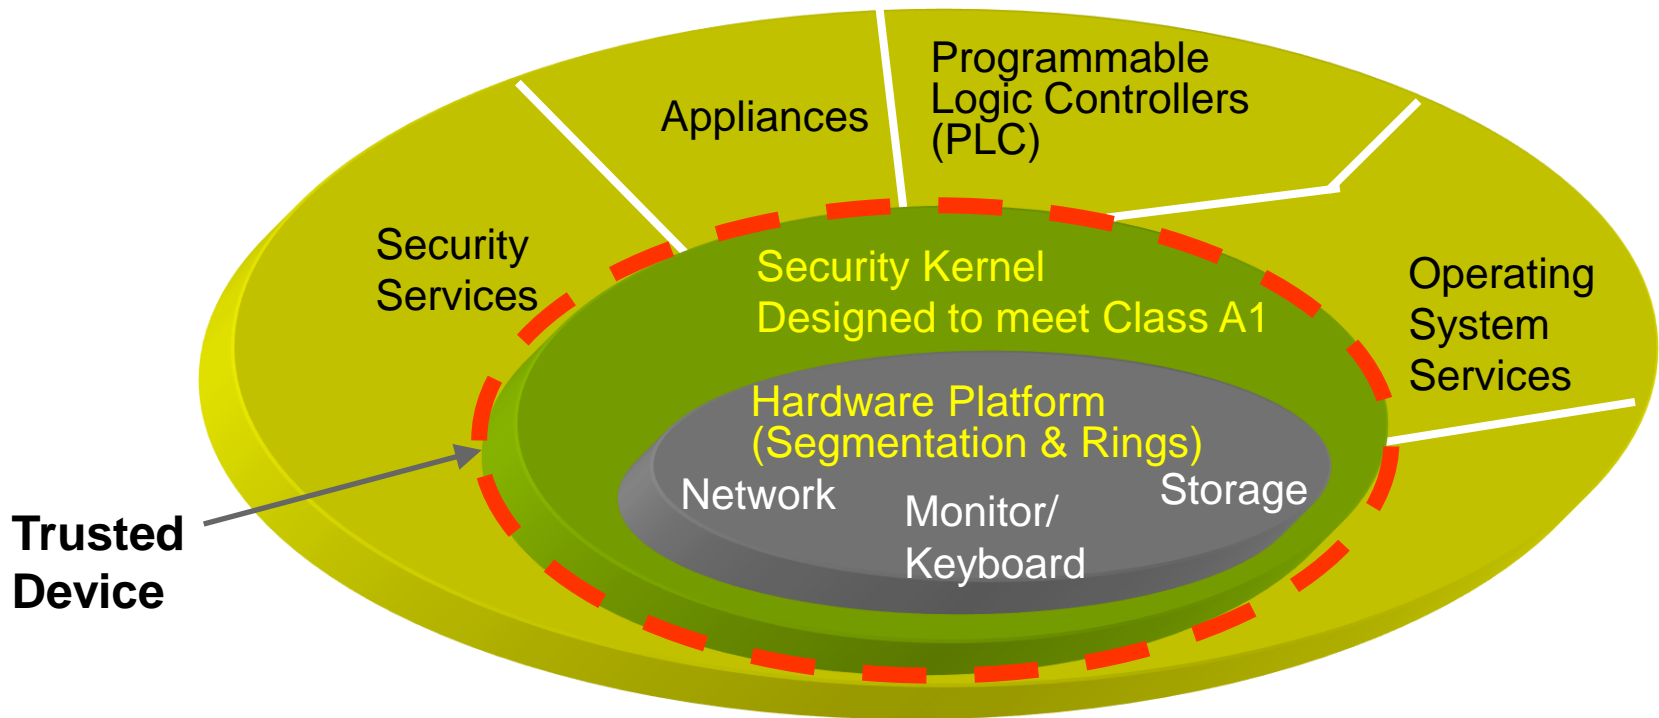 Programmable
Logic Controllers
(PLC)
Appliances
Security
Services
Security Kernel
Designed to meet Class A1
Operating
System
Services
Hardware Platform
(Segmentation & Rings)
Network
Monitor/
Keyboard
Storage
Trusted
Device